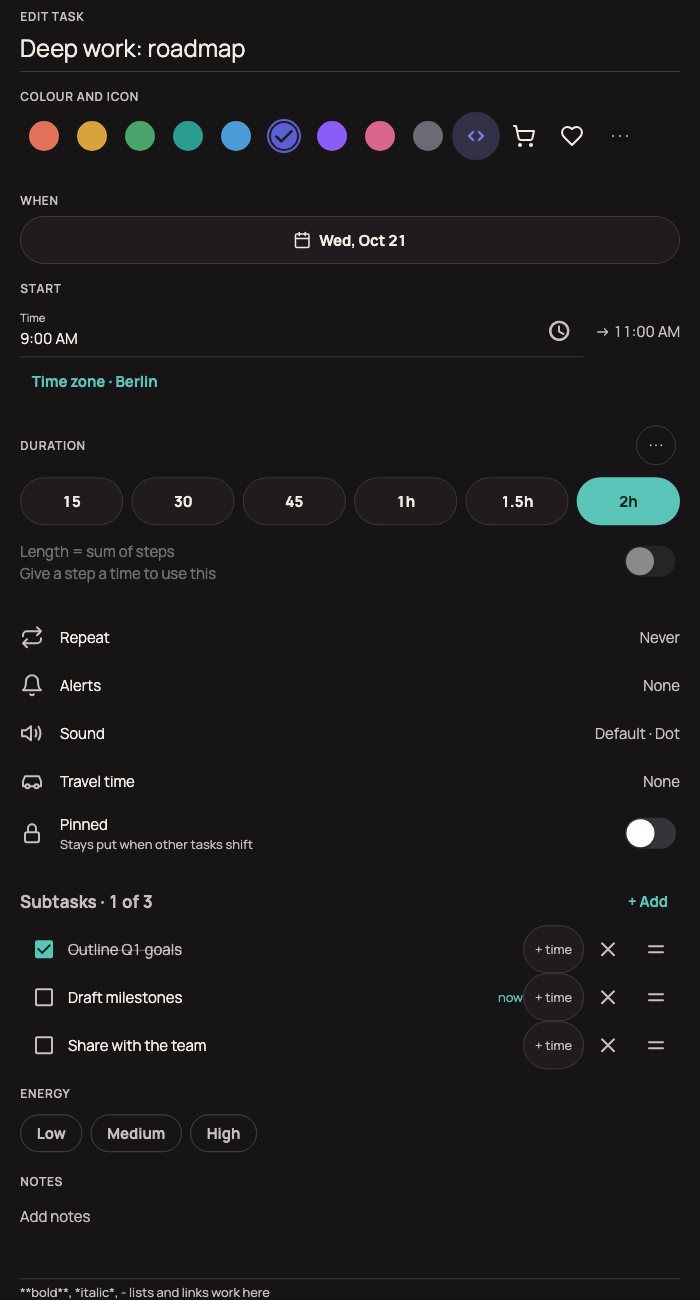 EDIT TASK
Deep work: roadmap
COLOUR AND ICON
WHEN
Wed, Oct 21
START
Time
9:00 AM
→ 11:00 AM
Time zone · Berlin
DURATION
15 30 45 1h 1.5h 2h
Length = sum of steps
Give a step a time to use this
Repeat Never
Alerts None
Sound Default · Dot
Travel time None
Pinned
Stays put when other tasks shift
Subtasks · 1 of 3 + Add
Outline Q1 goals + time
Draft milestones now + time
Share with the team + time
ENERGY
Low Medium High
NOTES
Add notes
**bold**, *italic*, - lists and links work here